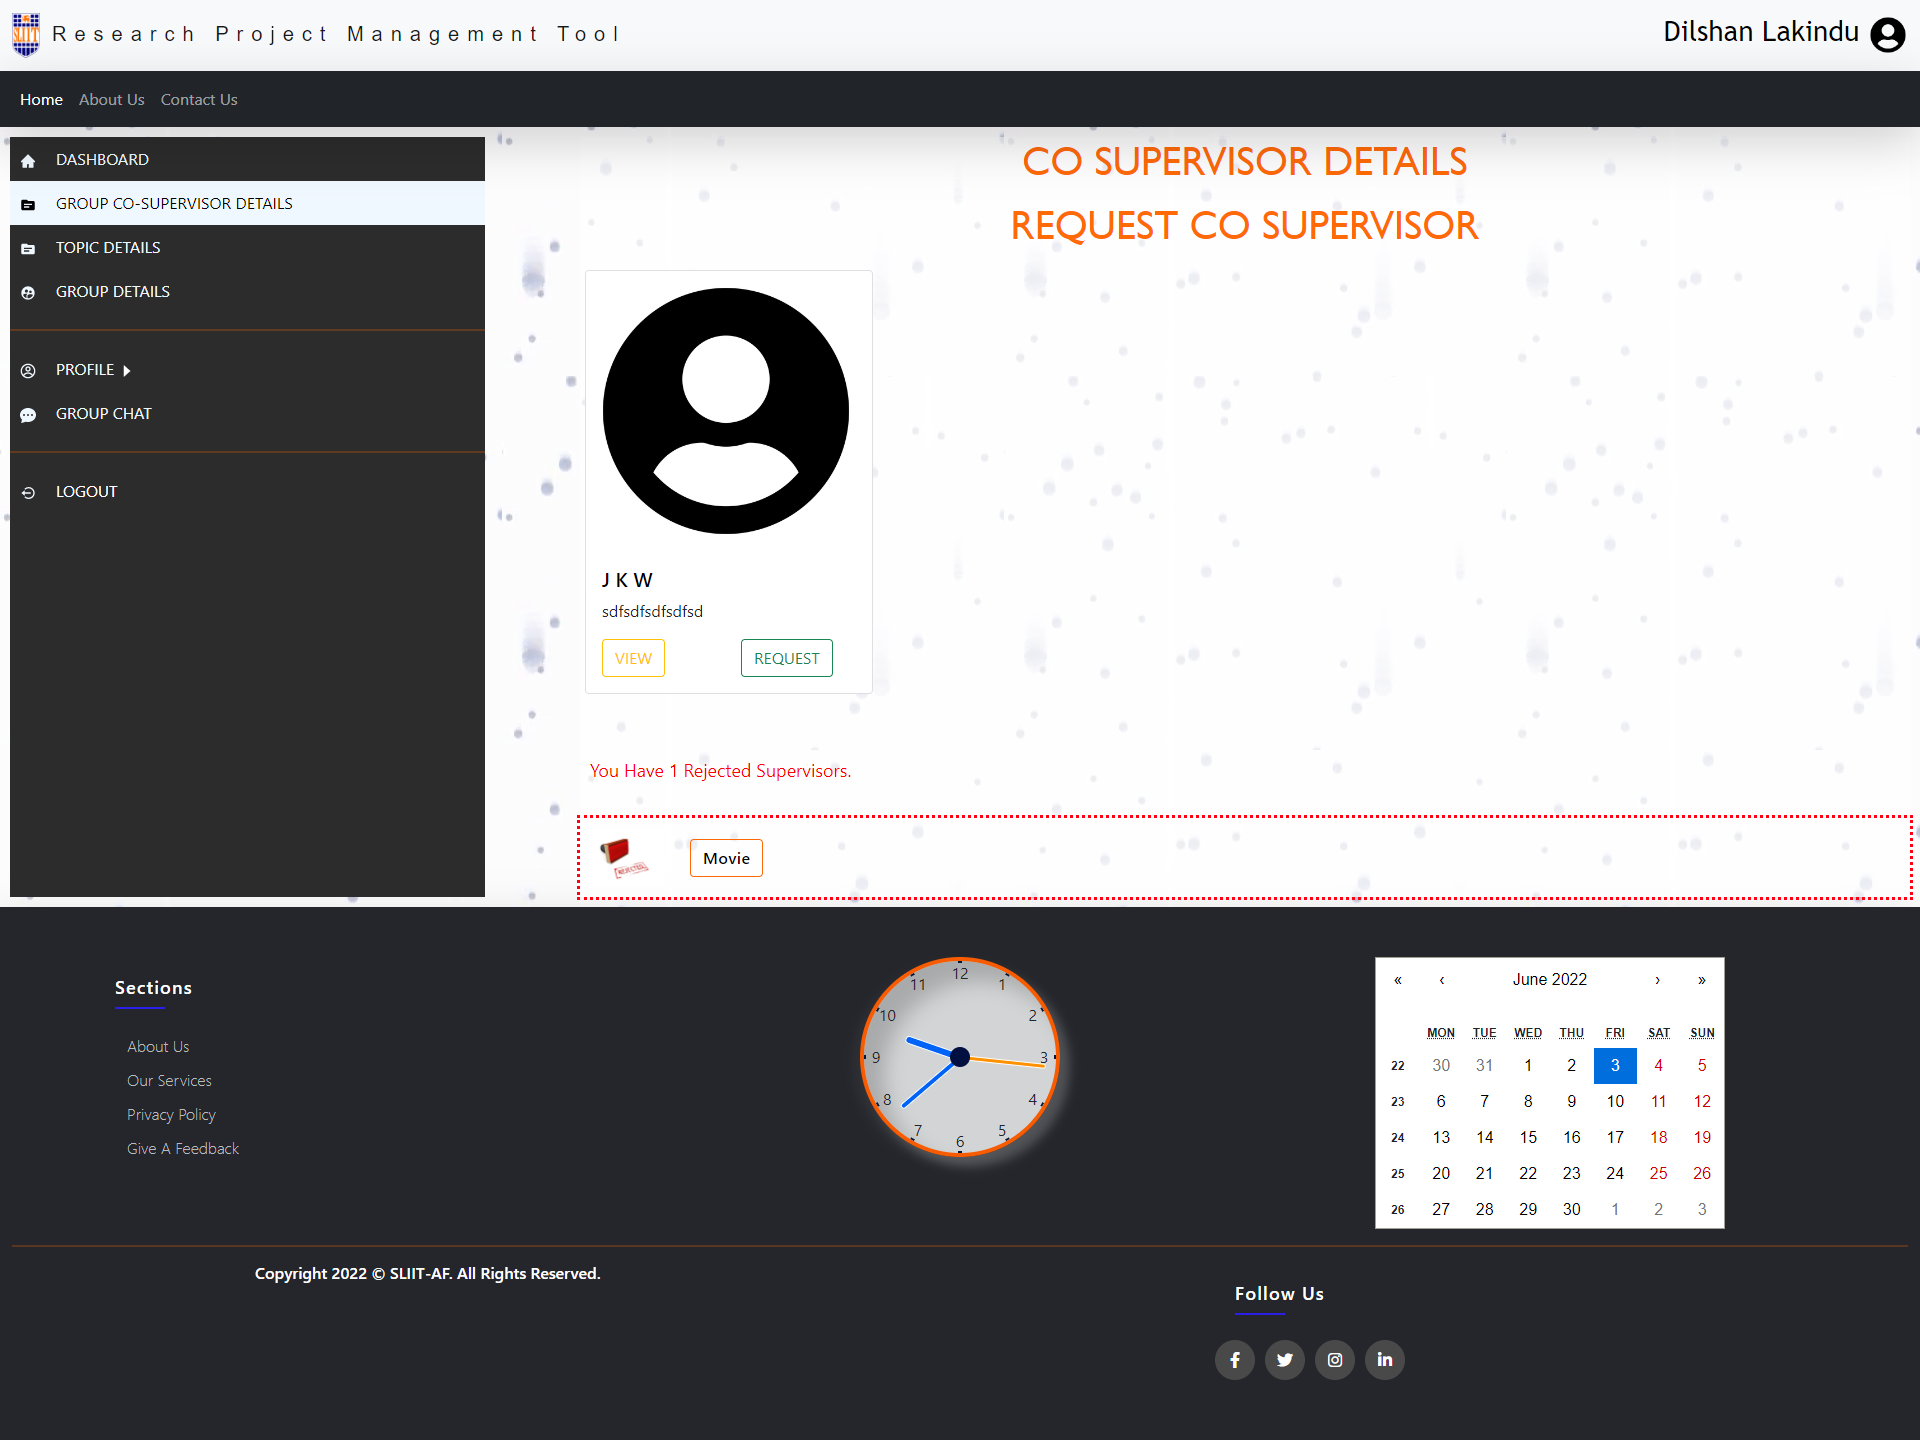 SLIIT
Research Project Management Tool
Dilshan Lakindu
Home About Us Contact Us
DASHBOARD
GROUP CO-SUPERVISOR DETAILS
TOPIC DETAILS
GROUP DETAILS
PROFILE
GROUP CHAT
LOGOUT
CO SUPERVISOR DETAILS
REQUEST CO SUPERVISOR
J K W
sdfsdfsdfsdfsd
VIEW REQUEST
You Have 1 Rejected Supervisors.
REJECTED
Movie
Sections
About Us
Our Services
Privacy Policy
Give A Feedback
12
1
2
3
4
5
6
7
8
9
10
11
« ‹ June 2022 › »
MON TUE WED THU FRI SAT SUN
22 30 31 1 2 3 4 5
23 6 7 8 9 10 11 12
24 13 14 15 16 17 18 19
25 20 21 22 23 24 25 26
26 27 28 29 30 1 2 3
Copyright 2022 © SLIIT-AF. All Rights Reserved.
Follow Us